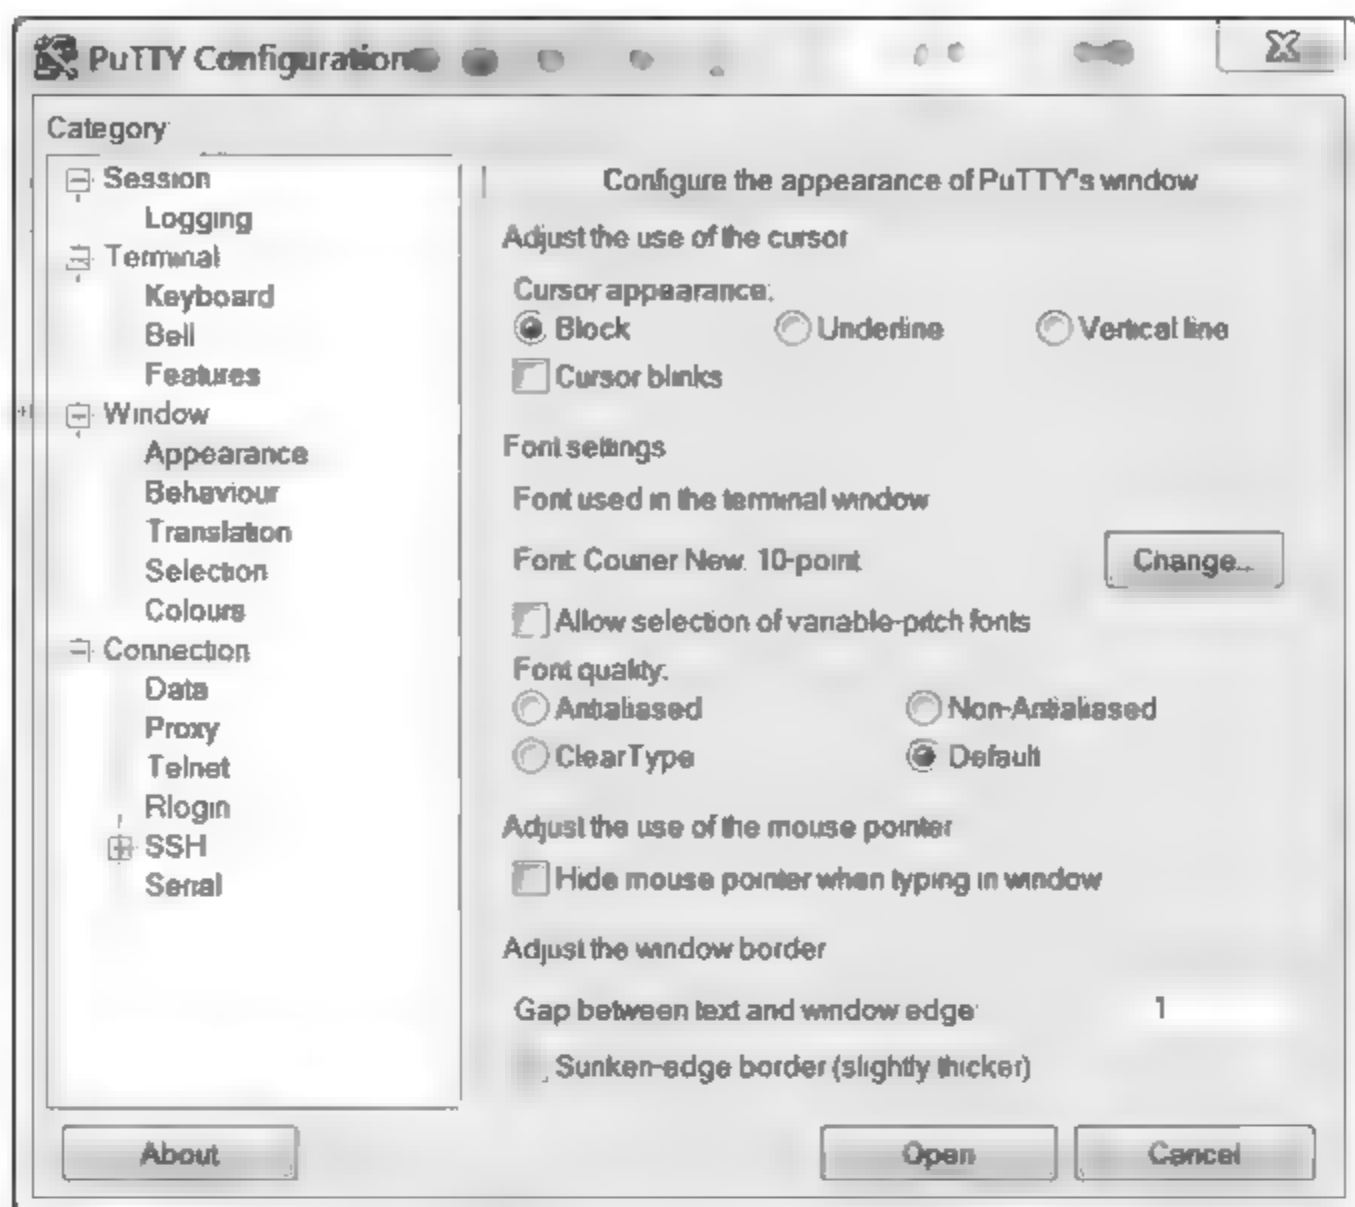 PuTTY Configuration
Category:
Session
Logging
Terminal
Keyboard
Bell
Features
Window
Appearance
Behaviour
Translation
Selection
Colours
Connection
Data
Proxy
Telnet
Rlogin
SSH
Serial
Configure the appearance of PuTTY's window
Adjust the use of the cursor
Cursor appearance:
Block Underline Vertical line
Cursor blinks
Font settings
Font used in the terminal window
Font: Courier New, 10-point Change...
Allow selection of variable-pitch fonts
Font quality:
Antialiased Non-Antialiased
ClearType Default
Adjust the use of the mouse pointer
Hide mouse pointer when typing in window
Adjust the window border
Gap between text and window edge: 1
Sunken-edge border (slightly thicker)
About Open Cancel